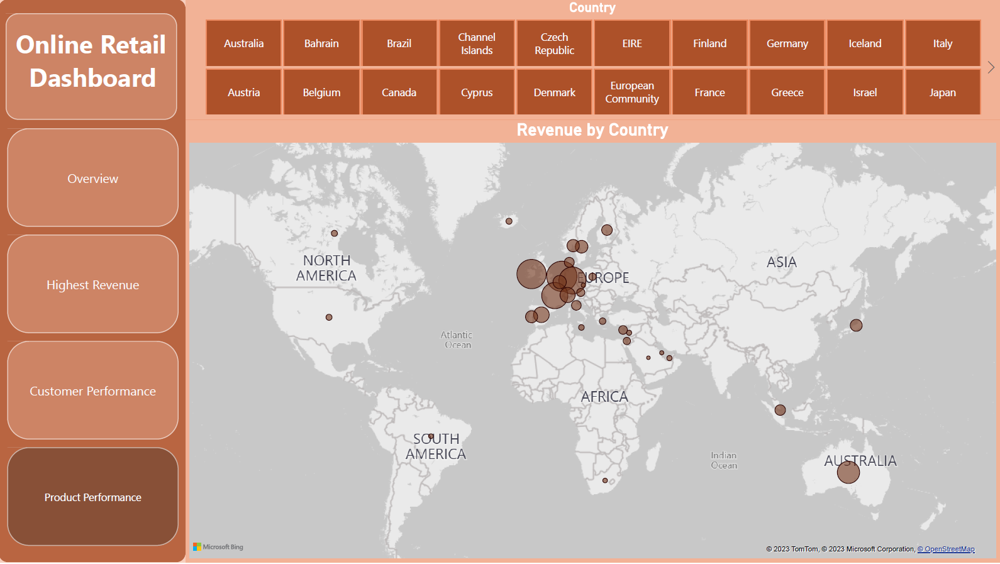 Online Retail
Dashboard
Overview
Highest Revenue
Customer Performance
Product Performance
Country
Australia
Bahrain
Brazil
Channel
Islands
Czech
Republic
EIRE
Finland
Germany
Iceland
Italy
Austria
Belgium
Canada
Cyprus
Denmark
European
Community
France
Greece
Israel
Japan
Revenue by Country
NORTH
AMERICA
EUROPE
ASIA
Atlantic
Ocean
AFRICA
SOUTH
AMERICA
Indian
Ocean
AUSTRALIA
Microsoft Bing
© 2023 TomTom, © 2023 Microsoft Corporation, © OpenStreetMap